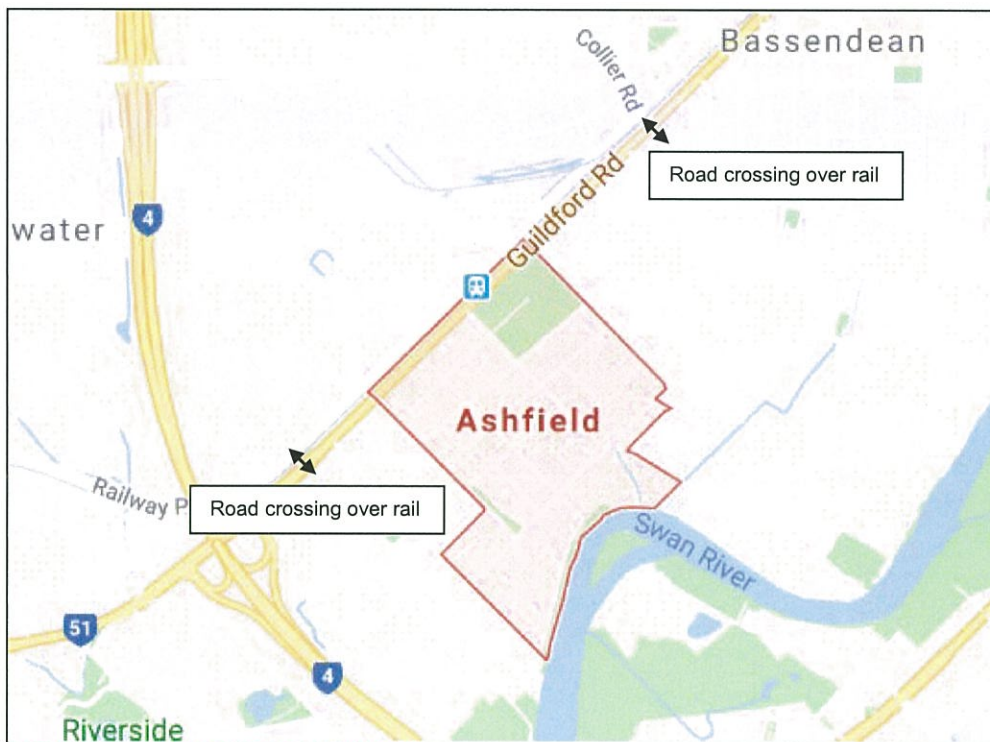 Bassendean
Collier Rd
Road crossing over rail
Guildford Rd
4
water
Ashfield
Railway P
Road crossing over rail
Swan River
51
4
Riverside